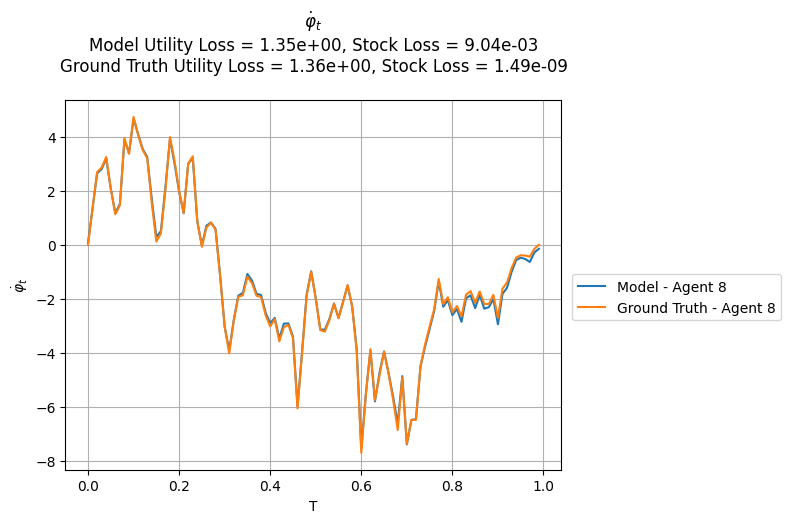 φ̇ₜ
Model Utility Loss = 1.35e+00, Stock Loss = 9.04e-03
Ground Truth Utility Loss = 1.36e+00, Stock Loss = 1.49e-09
4
2
0
−2
−4
−6
−8
φ̇ₜ
0.0 0.2 0.4 0.6 0.8 1.0
T
Model - Agent 8
Ground Truth - Agent 8